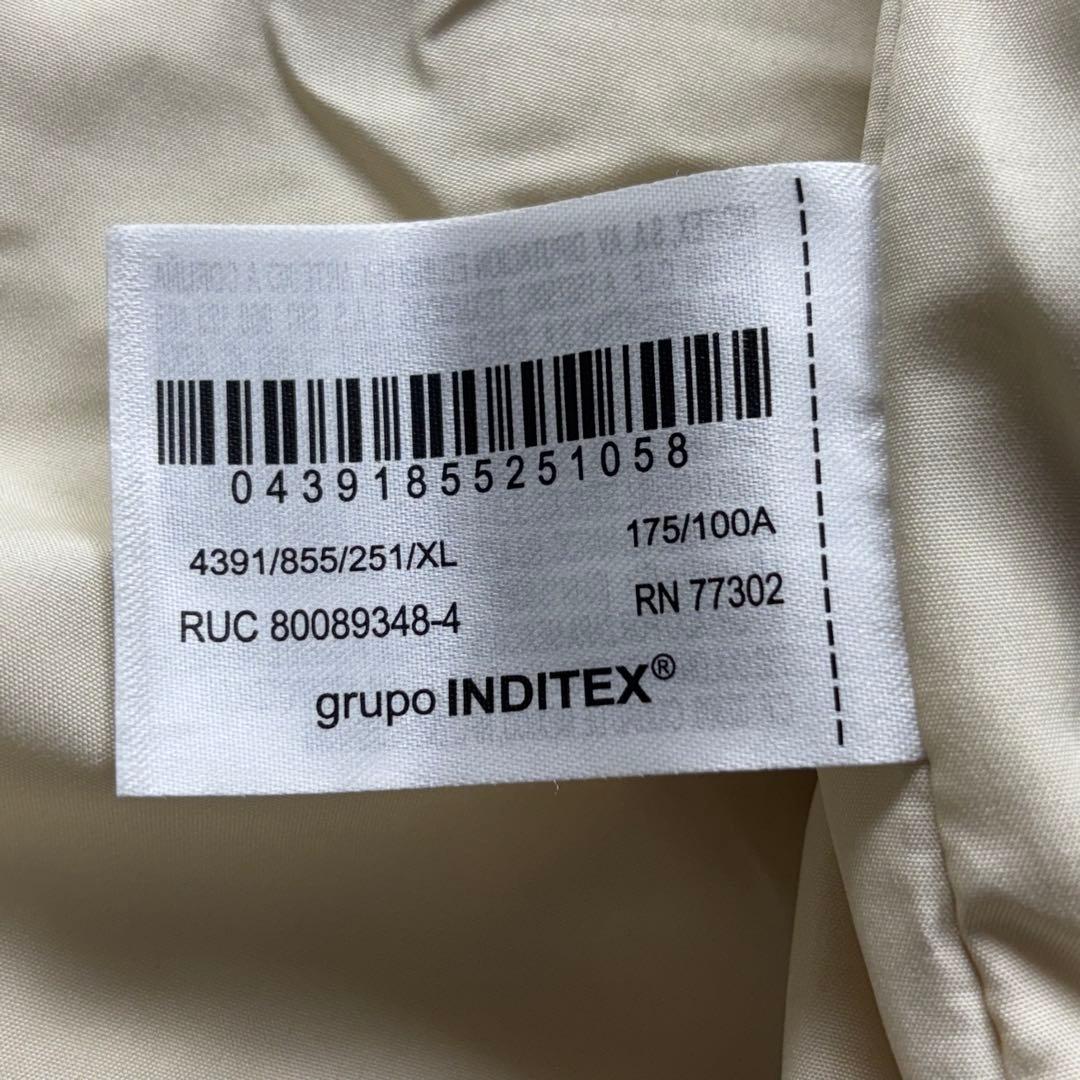 04391855251058
4391/855/251/XL 175/100A
RUC 80089348-4 RN 77302
grupo INDITEX®